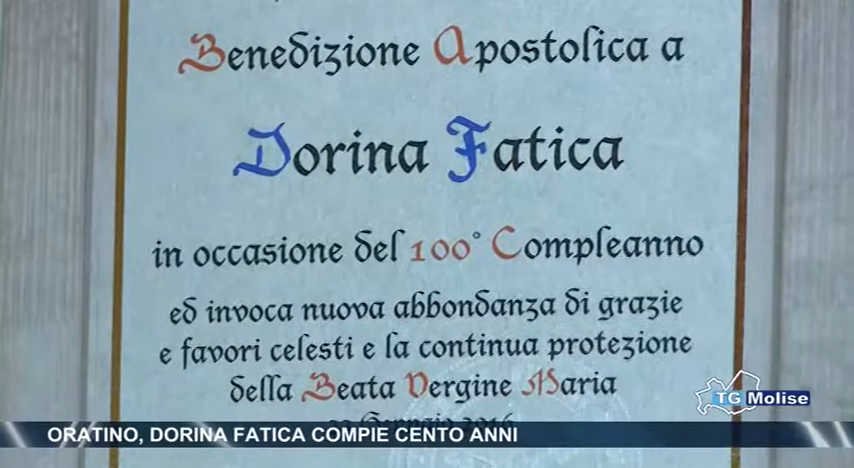 Benedizione Apostolica a
Dorina Fatica
in occasione del 100° Compleanno
ed invoca nuova abbondanza di grazie
e favori celesti e la continua protezione
della Beata Vergine Maria
TG Molise
ORATINO, DORINA FATICA COMPIE CENTO ANNI